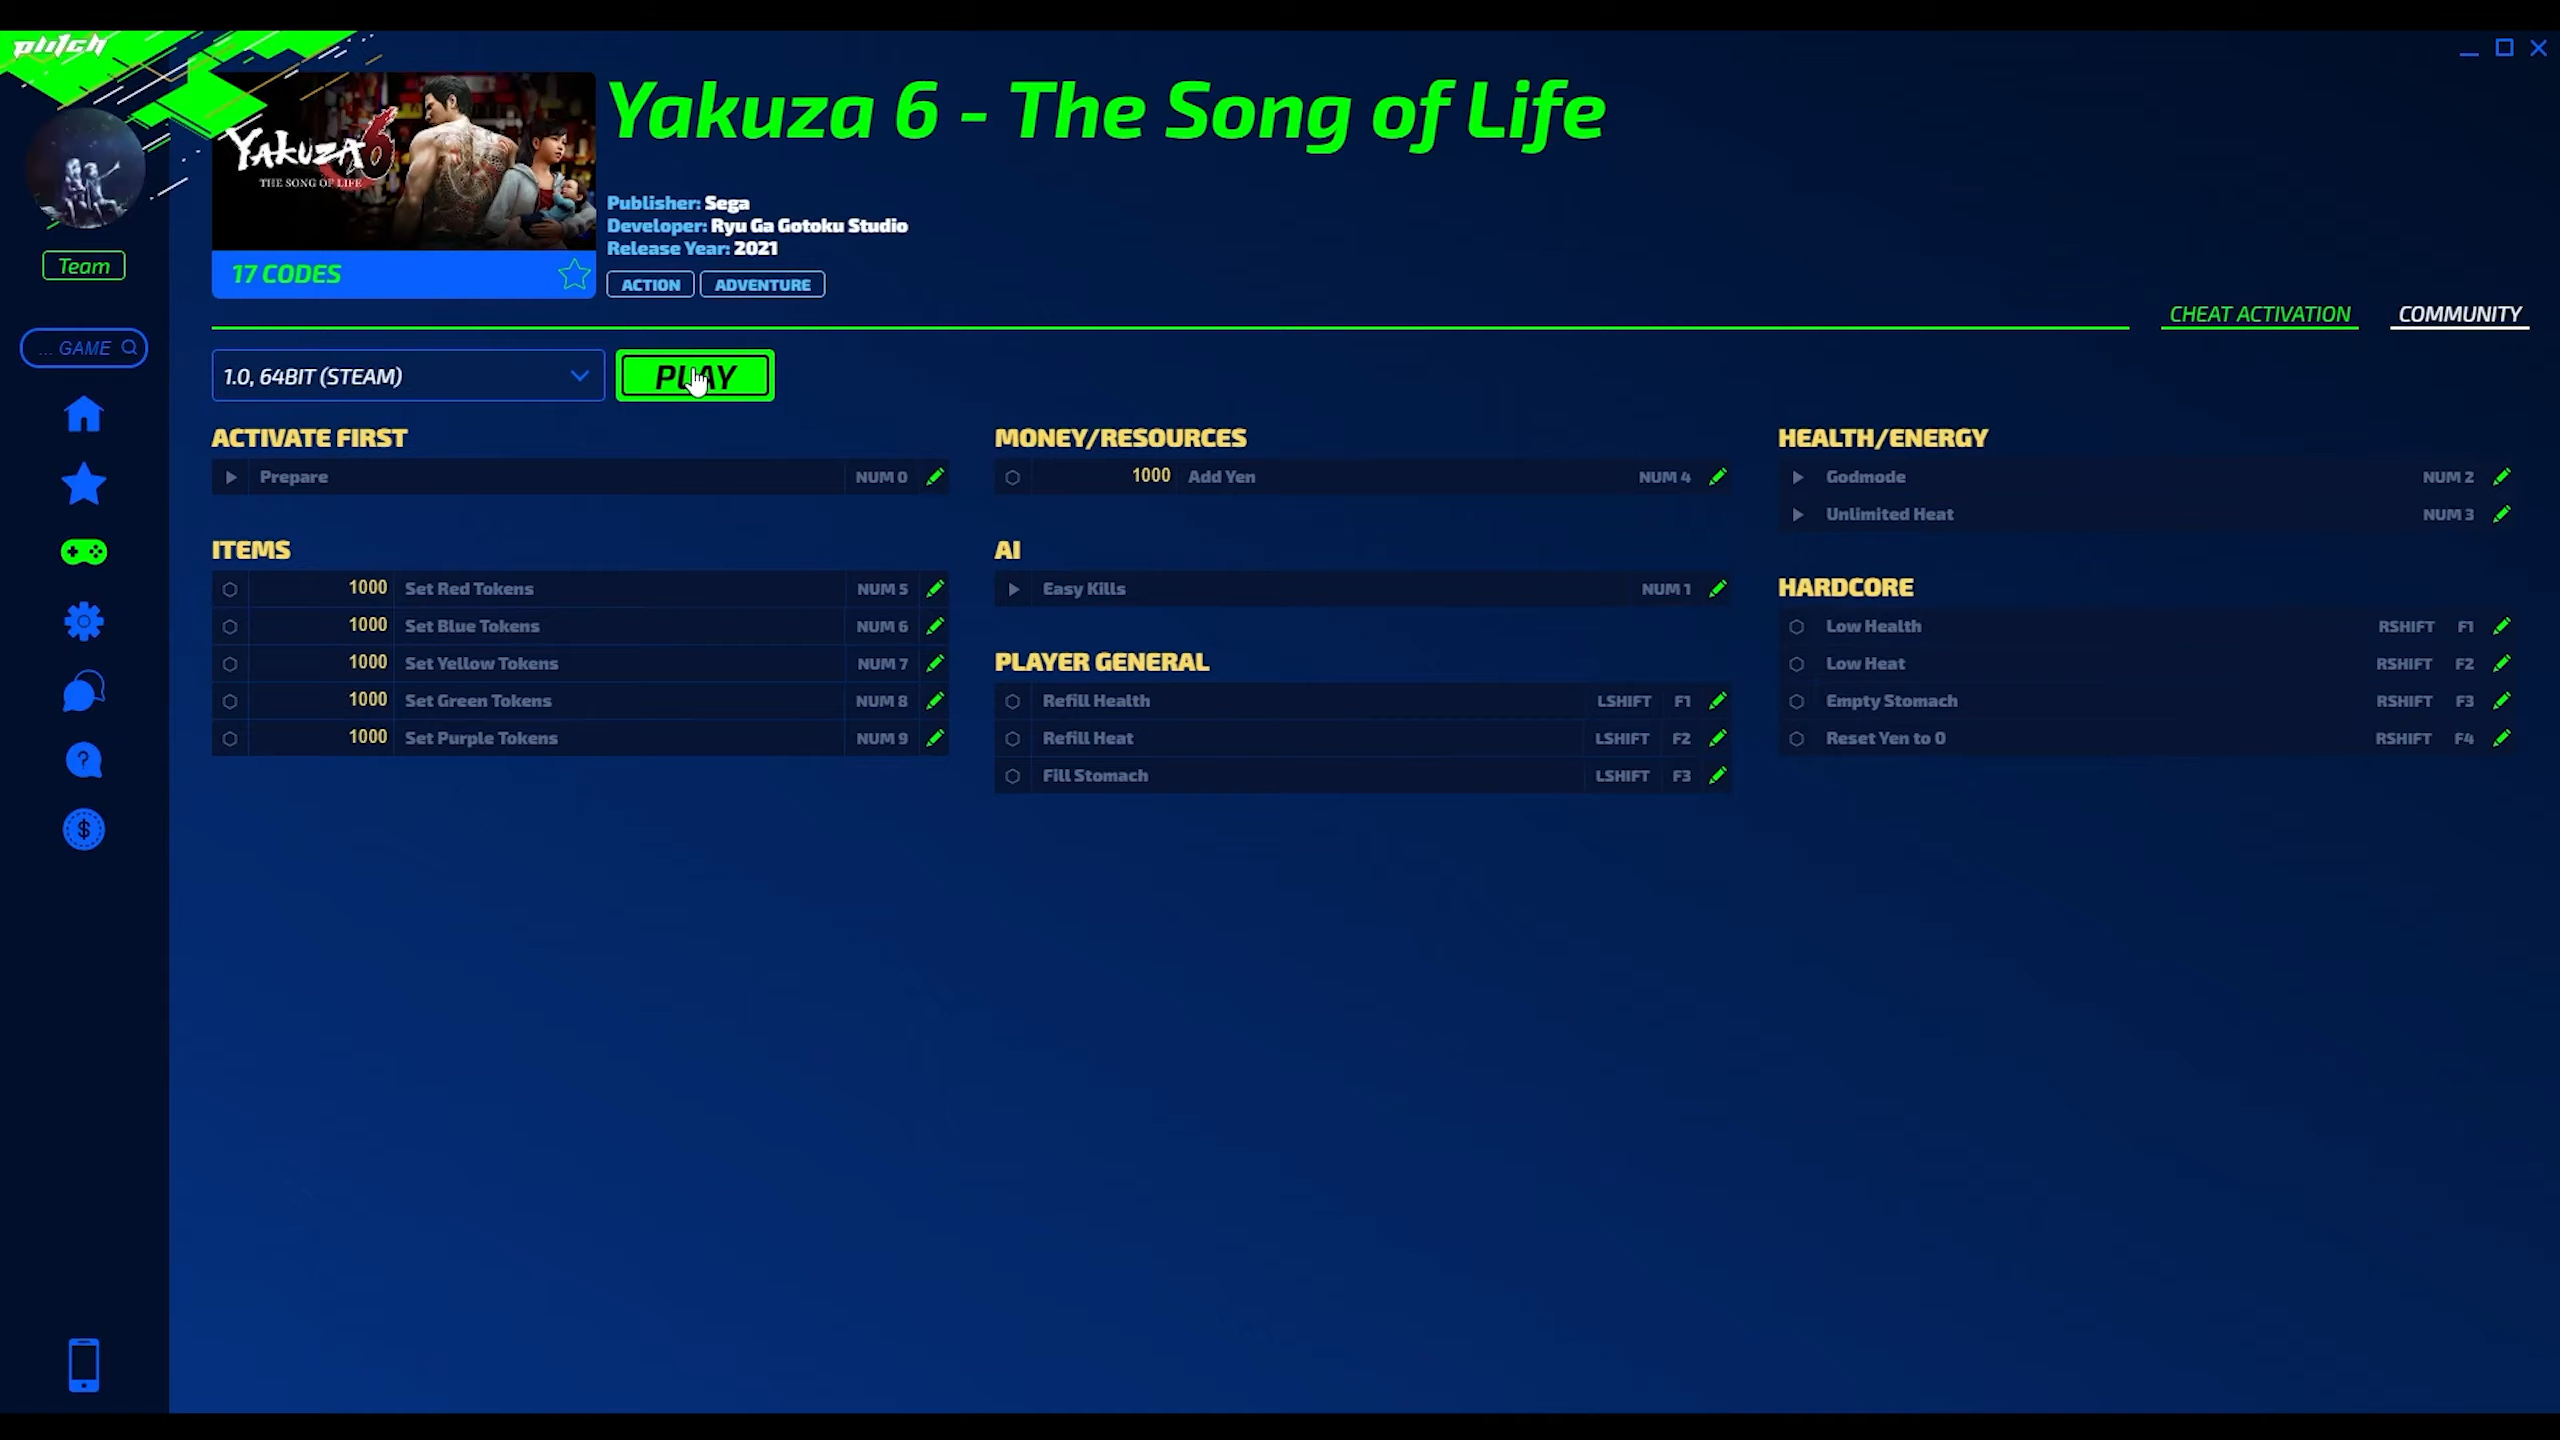 plitch
Yakuza 6 - The Song of Life
YAKUZA 6
THE SONG OF LIFE
Publisher: Sega
Developer: Ryu Ga Gotoku Studio
Release Year: 2021
Team
17 CODES
ACTION ADVENTURE
CHEAT ACTIVATION COMMUNITY
... GAME
1.0, 64BIT (STEAM) PLAY
ACTIVATE FIRST
Prepare NUM 0
ITEMS
1000 Set Red Tokens NUM 5
1000 Set Blue Tokens NUM 6
1000 Set Yellow Tokens NUM 7
1000 Set Green Tokens NUM 8
1000 Set Purple Tokens NUM 9
MONEY/RESOURCES
1000 Add Yen NUM 4
AI
Easy Kills NUM 1
PLAYER GENERAL
Refill Health LSHIFT F1
Refill Heat LSHIFT F2
Fill Stomach LSHIFT F3
HEALTH/ENERGY
Godmode NUM 2
Unlimited Heat NUM 3
HARDCORE
Low Health RSHIFT F1
Low Heat RSHIFT F2
Empty Stomach RSHIFT F3
Reset Yen to 0 RSHIFT F4